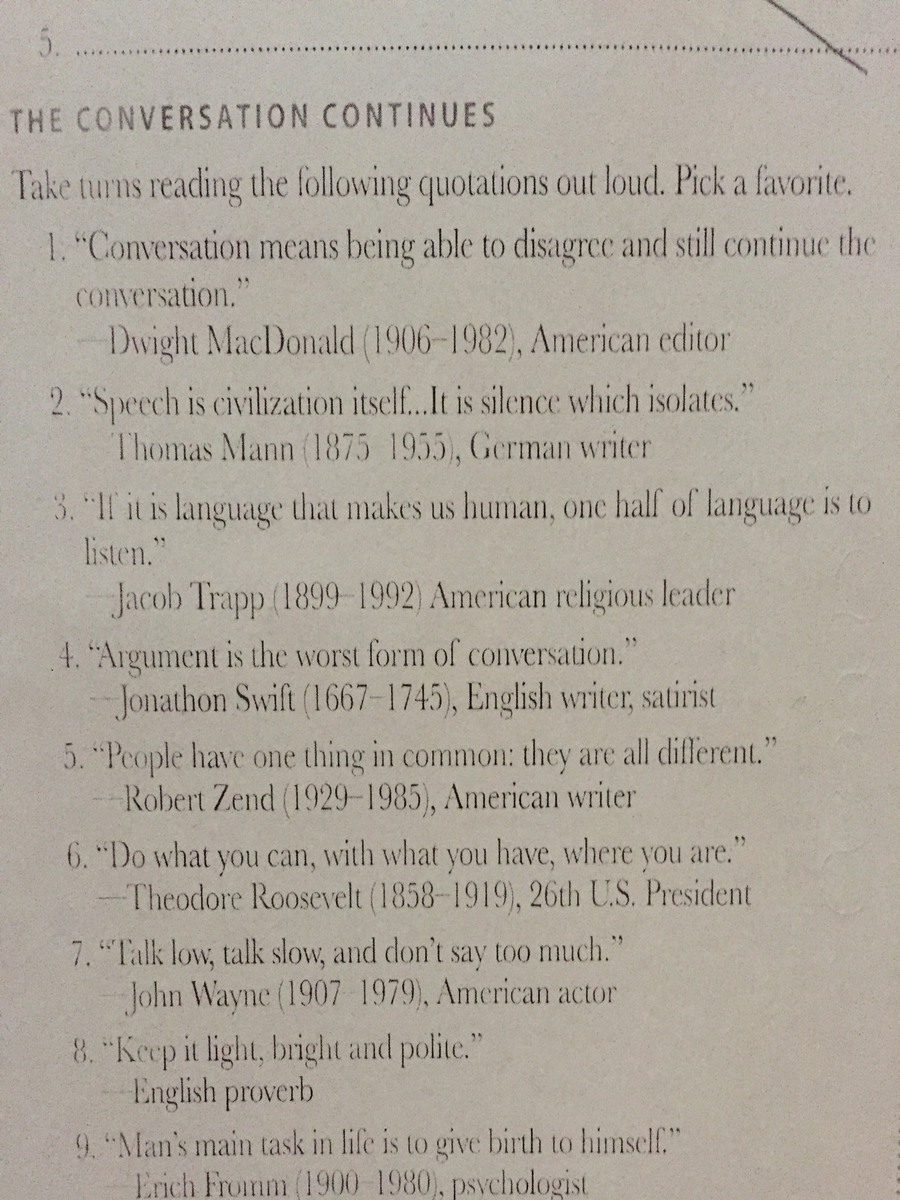 5. ......................................................
THE CONVERSATION CONTINUES
Take turns reading the following quotations out loud. Pick a favorite.
1. “Conversation means being able to disagree and still continue the
conversation.”
—Dwight MacDonald (1906–1982), American editor
2. “Speech is civilization itself...It is silence which isolates.”
Thomas Mann (1875–1955), German writer
3. “If it is language that makes us human, one half of language is to
listen.”
—Jacob Trapp (1899–1992) American religious leader
4. “Argument is the worst form of conversation.”
—Jonathon Swift (1667–1745), English writer, satirist
5. “People have one thing in common: they are all different.”
—Robert Zend (1929–1985), American writer
6. “Do what you can, with what you have, where you are.”
—Theodore Roosevelt (1858–1919), 26th U.S. President
7. “Talk low, talk slow, and don’t say too much.”
—John Wayne (1907–1979), American actor
8. “Keep it light, bright and polite.”
—English proverb
9. “Man’s main task in life is to give birth to himself.”
Erich Fromm (1900–1980), psychologist